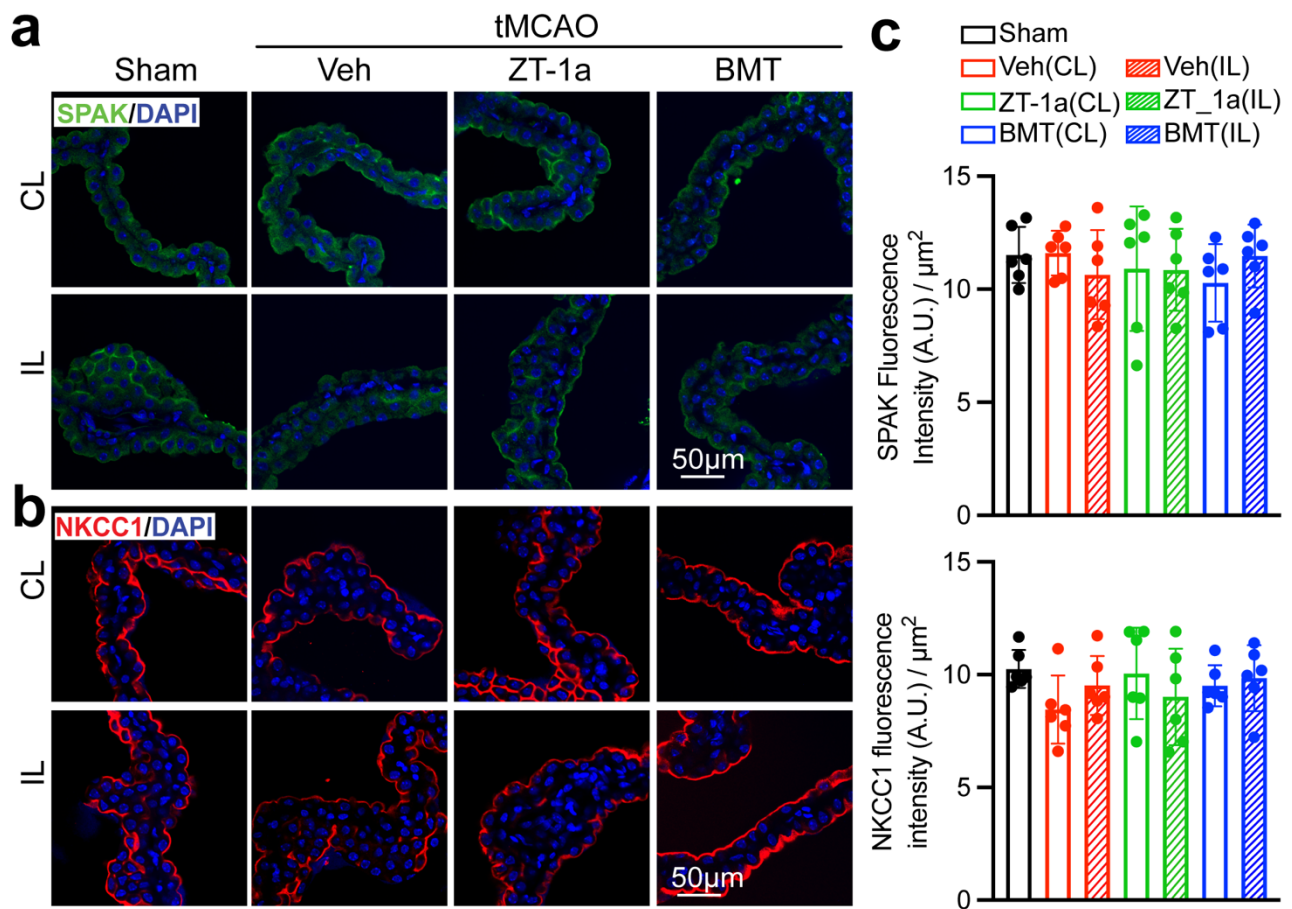 a
tMCAO
Sham Veh ZT-1a BMT
SPAK/DAPI
CL
IL
50µm
b
NKCC1/DAPI
CL
IL
50µm
c
Sham
Veh(CL) Veh(IL)
ZT-1a(CL) ZT_1a(IL)
BMT(CL) BMT(IL)
SPAK Fluorescence
Intensity (A.U.) / µm²
15
10
5
0
NKCC1 fluorescence
intensity (A.U.) / µm²
15
10
5
0